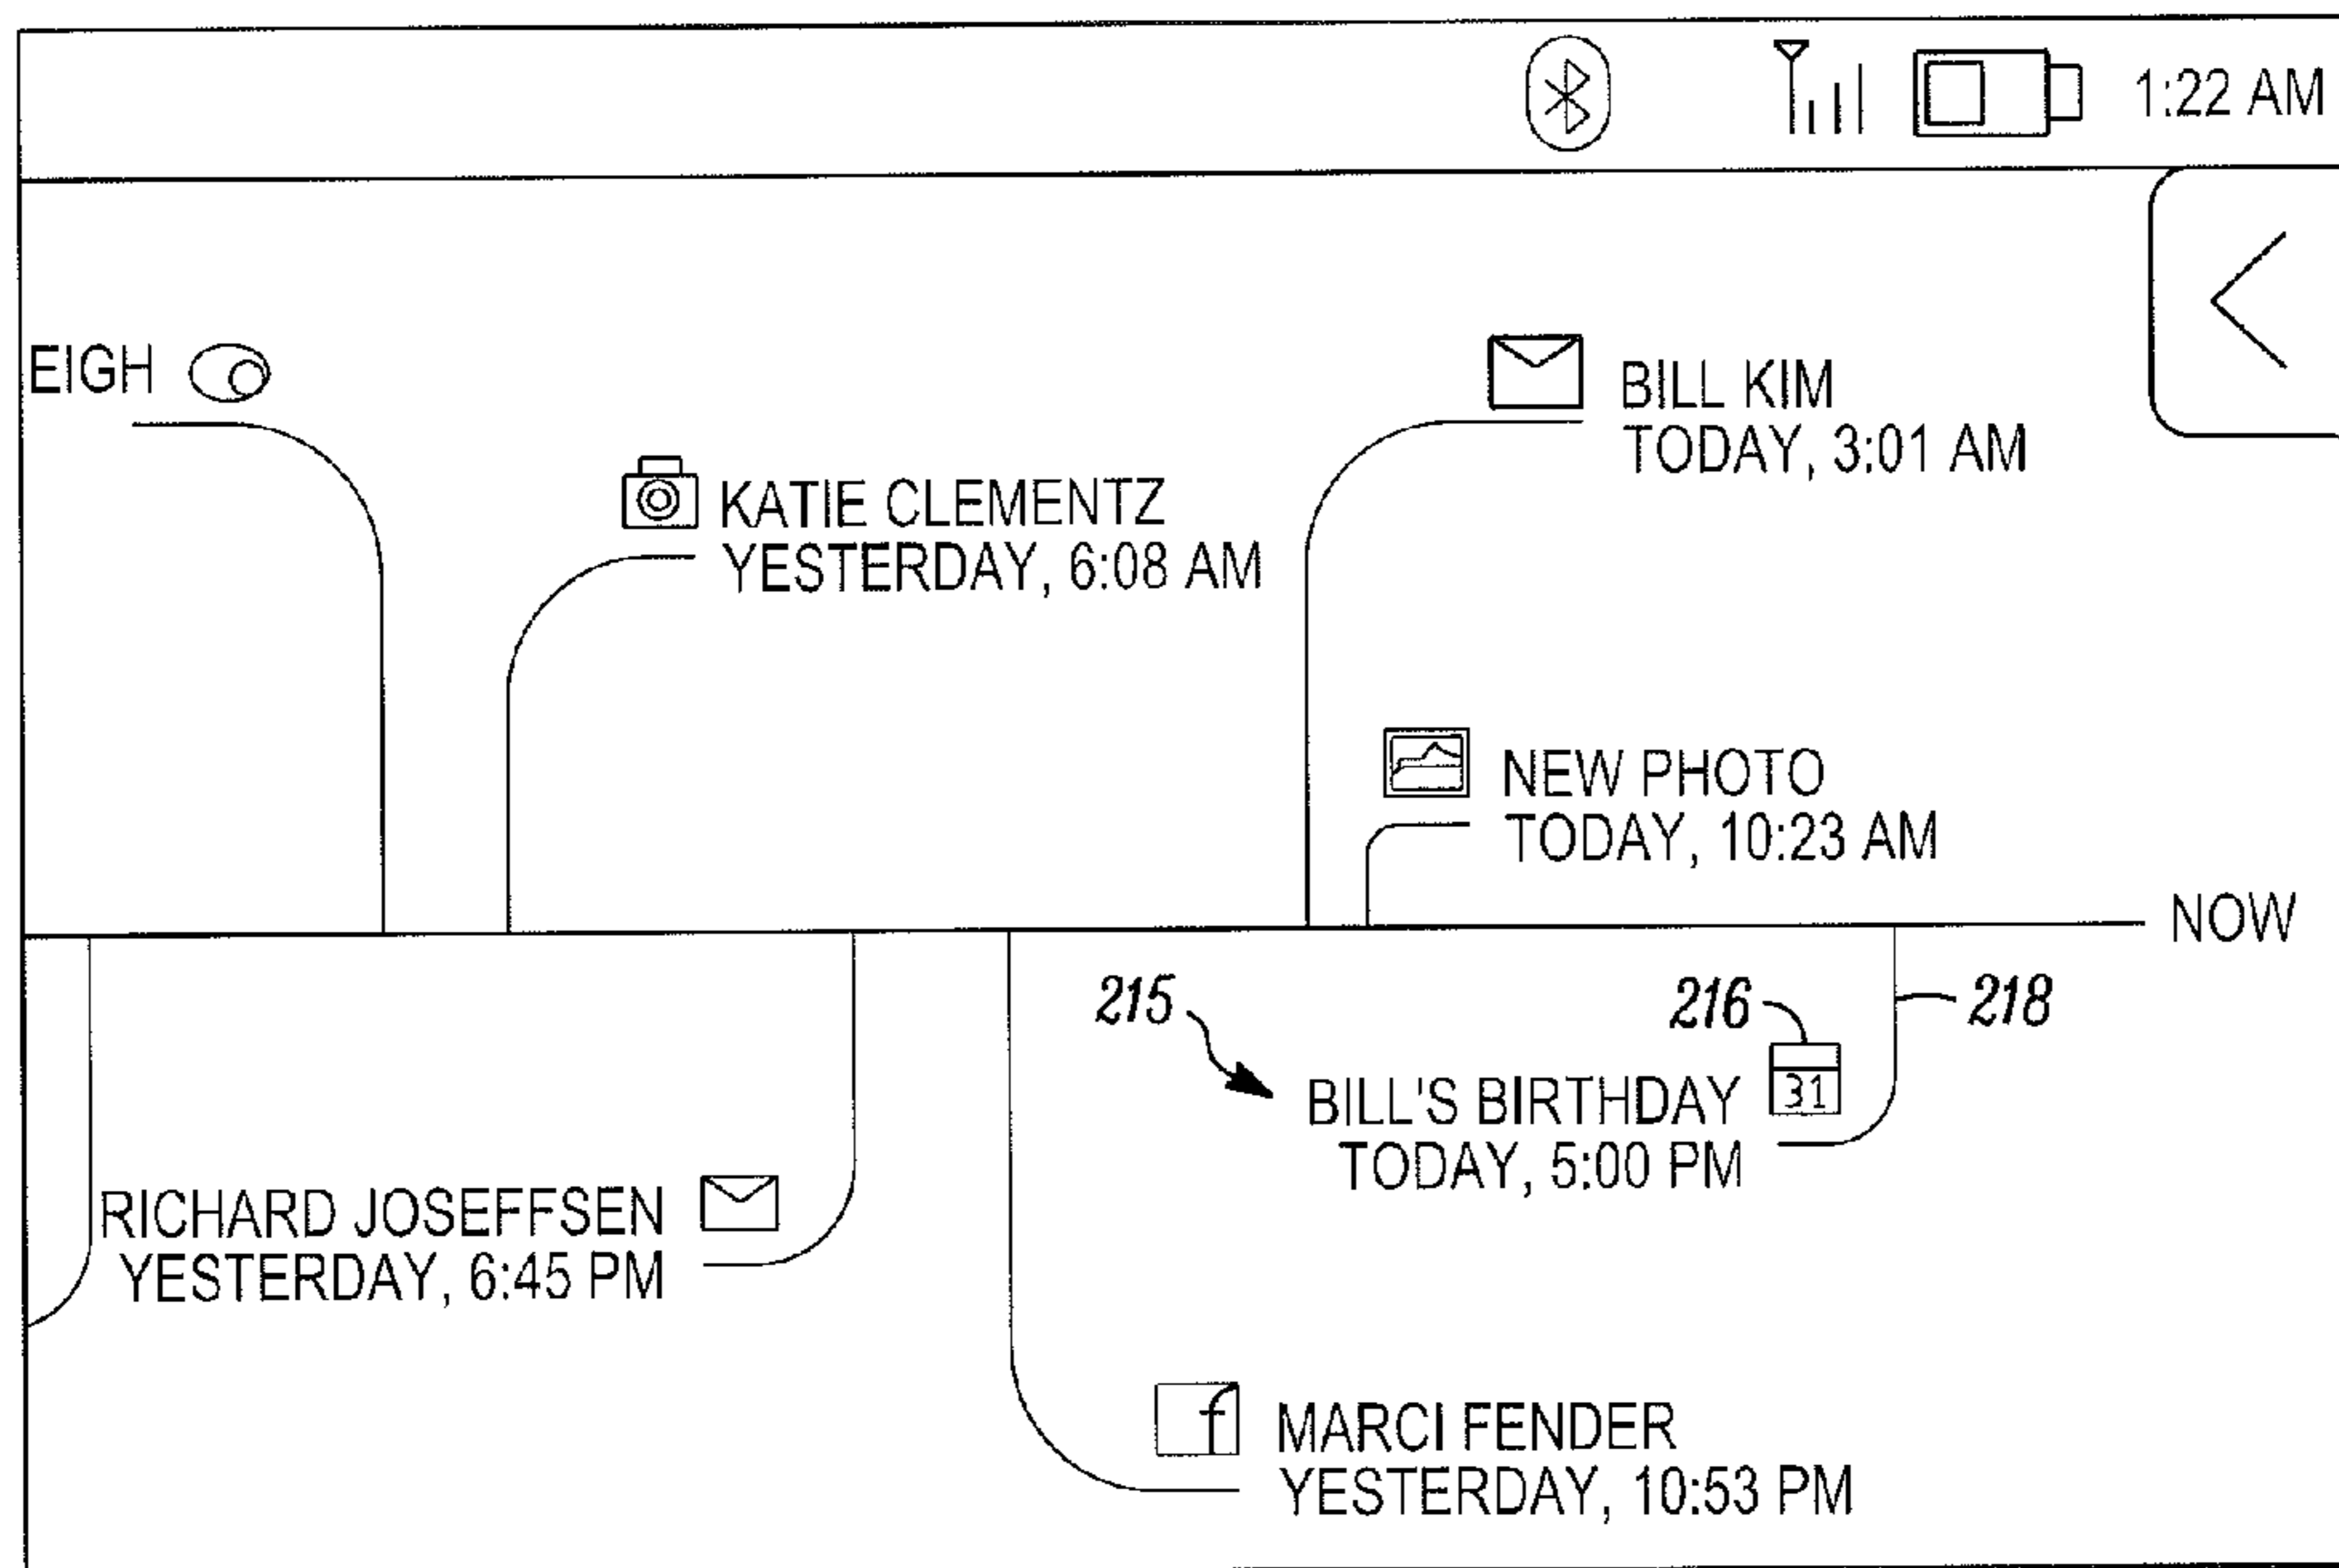 1:22 AM
EIGH
BILL KIM
TODAY, 3:01 AM
KATIE CLEMENTZ
YESTERDAY, 6:08 AM
NEW PHOTO
TODAY, 10:23 AM
NOW
215
216
218
31
BILL'S BIRTHDAY
TODAY, 5:00 PM
RICHARD JOSEFFSEN
YESTERDAY, 6:45 PM
f
MARCI FENDER
YESTERDAY, 10:53 PM